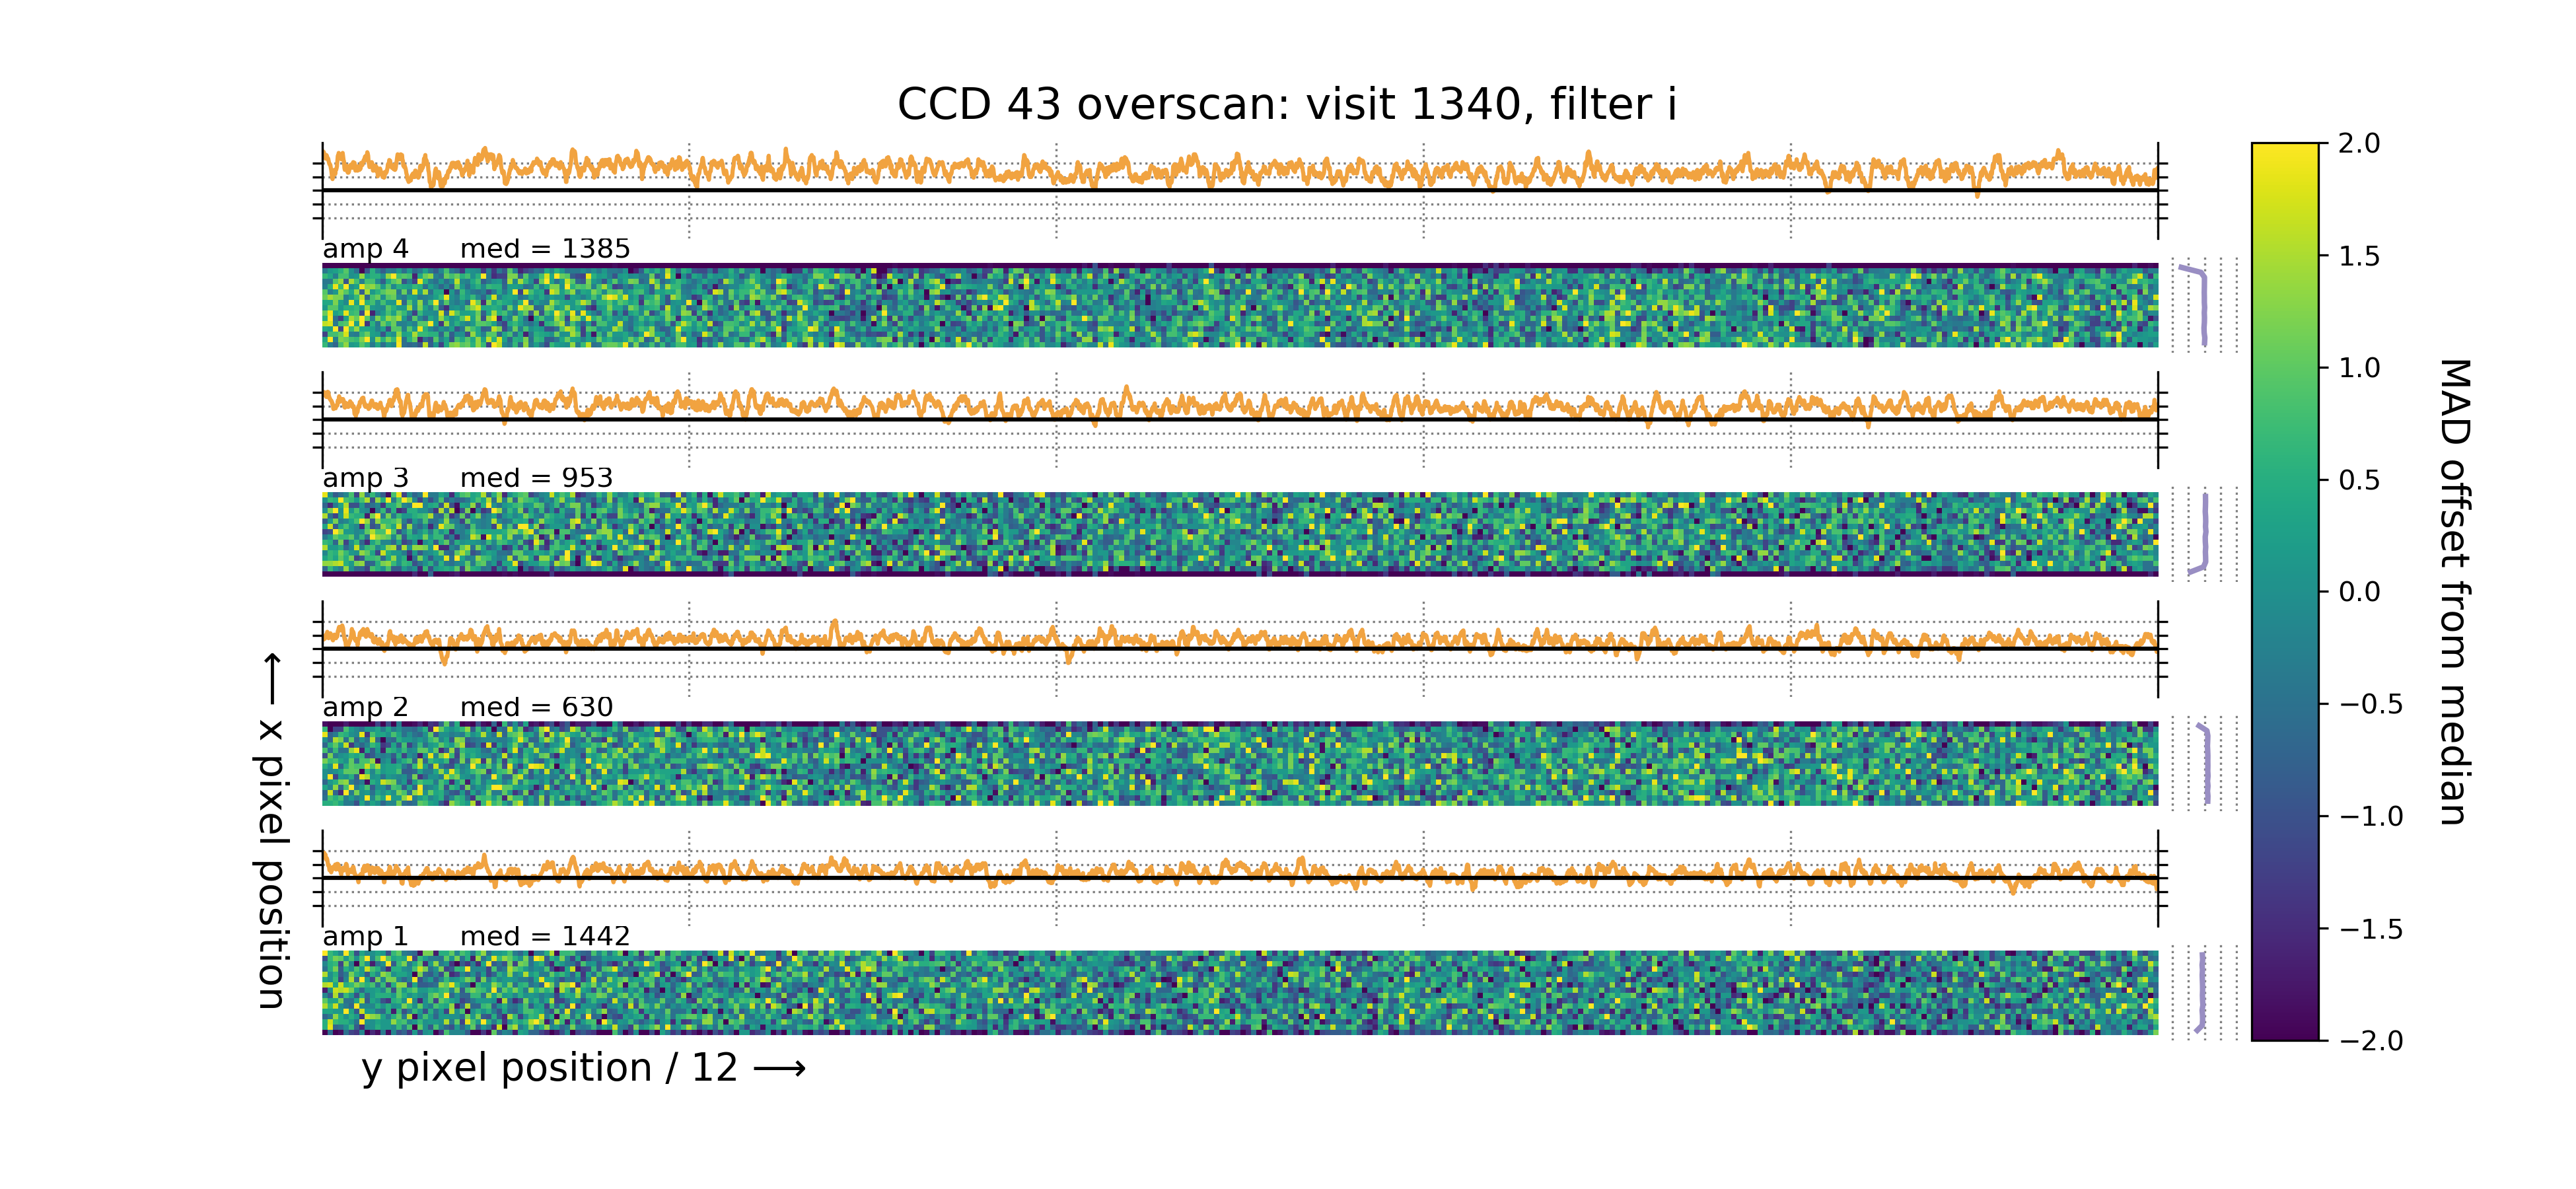 CCD 43 overscan: visit 1340, filter i
amp 4 med = 1385
amp 3 med = 953
amp 2 med = 630
amp 1 med = 1442
y pixel position / 12 ⟶
⟵ x pixel position
2.0
1.5
1.0
0.5
0.0
−0.5
−1.0
−1.5
−2.0
MAD offset from median